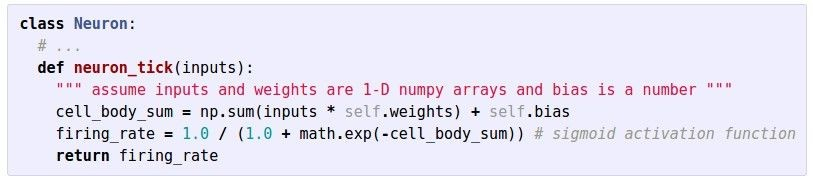 class Neuron:
  # ...
  def neuron_tick(inputs):
    """ assume inputs and weights are 1-D numpy arrays and bias is a number """
    cell_body_sum = np.sum(inputs * self.weights) + self.bias
    firing_rate = 1.0 / (1.0 + math.exp(-cell_body_sum)) # sigmoid activation function
    return firing_rate